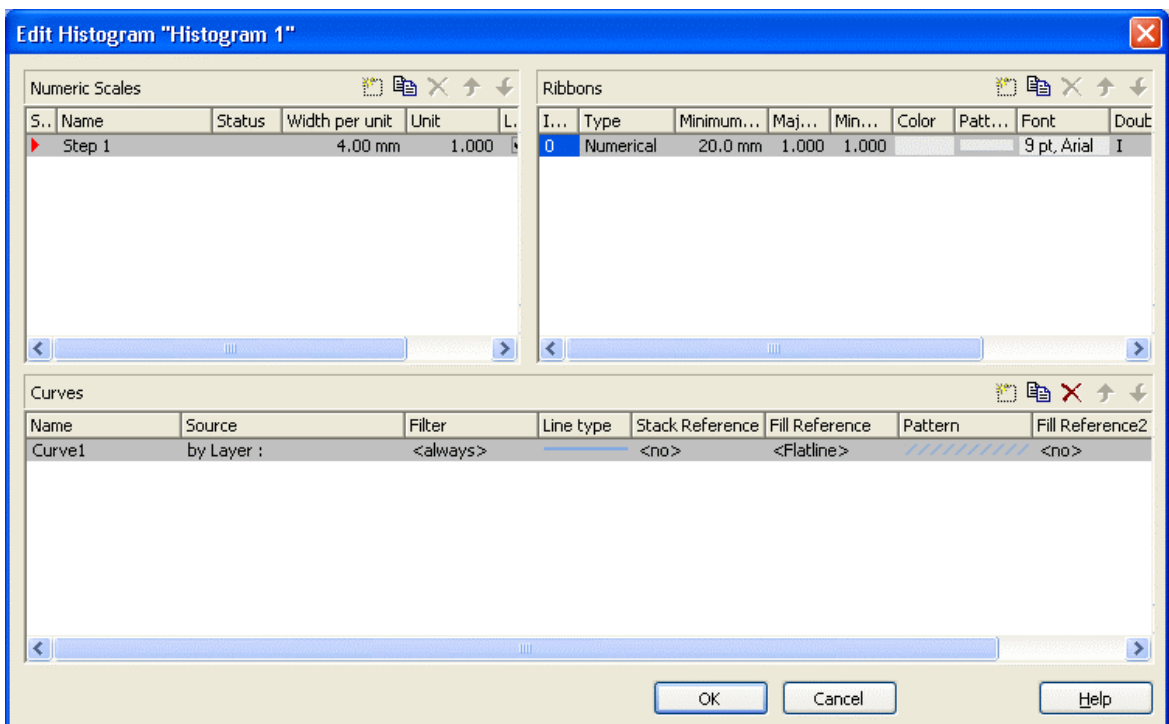 Edit Histogram "Histogram 1"
Numeric Scales
S.. Name Status Width per unit Unit L.
Step 1 4.00 mm 1.000
Ribbons
I... Type Minimum... Maj... Min... Color Patt... Font Doub
0 Numerical 20.0 mm 1.000 1.000 9 pt, Arial I
Curves
Name Source Filter Line type Stack Reference Fill Reference Pattern Fill Reference2
Curve1 by Layer : <always> <no> <Flatline> <no>
OK Cancel Help